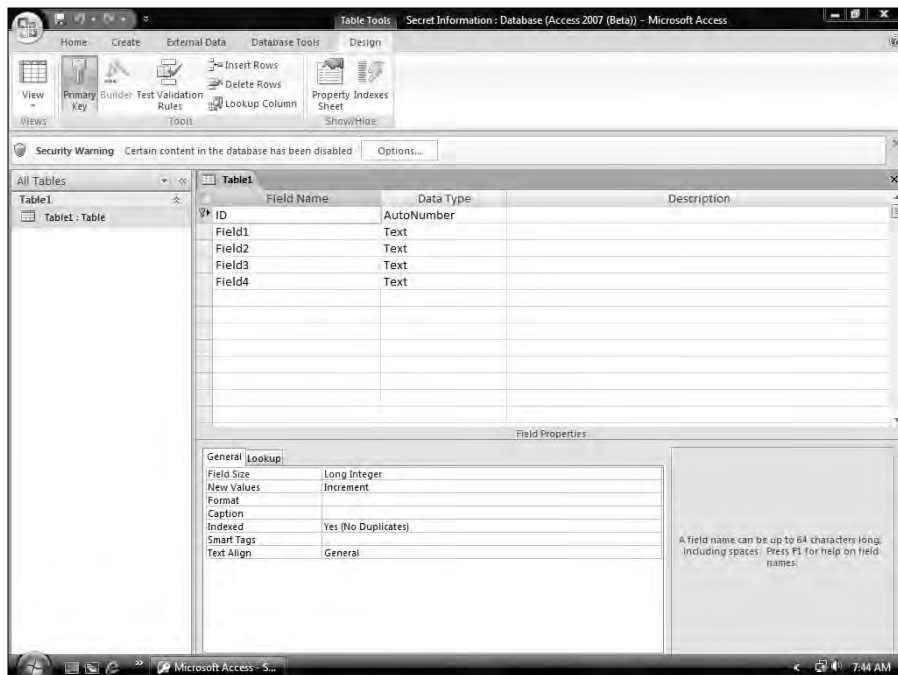 Table Tools Secret Information : Database (Access 2007 (Beta)) - Microsoft Access
Home Create External Data Database Tools Design
View
Primary Key
Builder
Test Validation Rules
Insert Rows
Delete Rows
Lookup Column
Property Sheet
Indexes
Views Tools Show/Hide
Security Warning Certain content in the database has been disabled Options...
All Tables
Table1
Table1 : Table
Table1
Field Name Data Type Description
ID AutoNumber
Field1 Text
Field2 Text
Field3 Text
Field4 Text
Field Properties
General Lookup
Field Size Long Integer
New Values Increment
Format
Caption
Indexed Yes (No Duplicates)
Smart Tags
Text Align General
A field name can be up to 64 characters long,
including spaces. Press F1 for help on field
names.
Microsoft Access - S... 7:44 AM